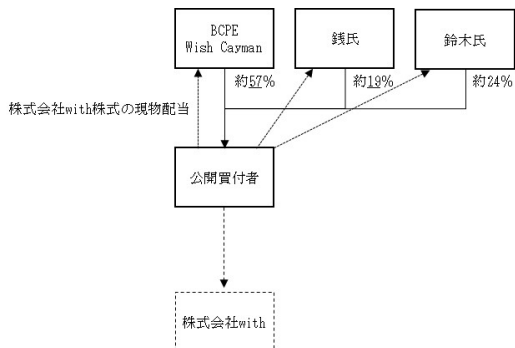 BCPE
Wish Cayman
銭氏
鈴木氏
約57%
約19%
約24%
株式会社with株式の現物配当
公開買付者
株式会社with